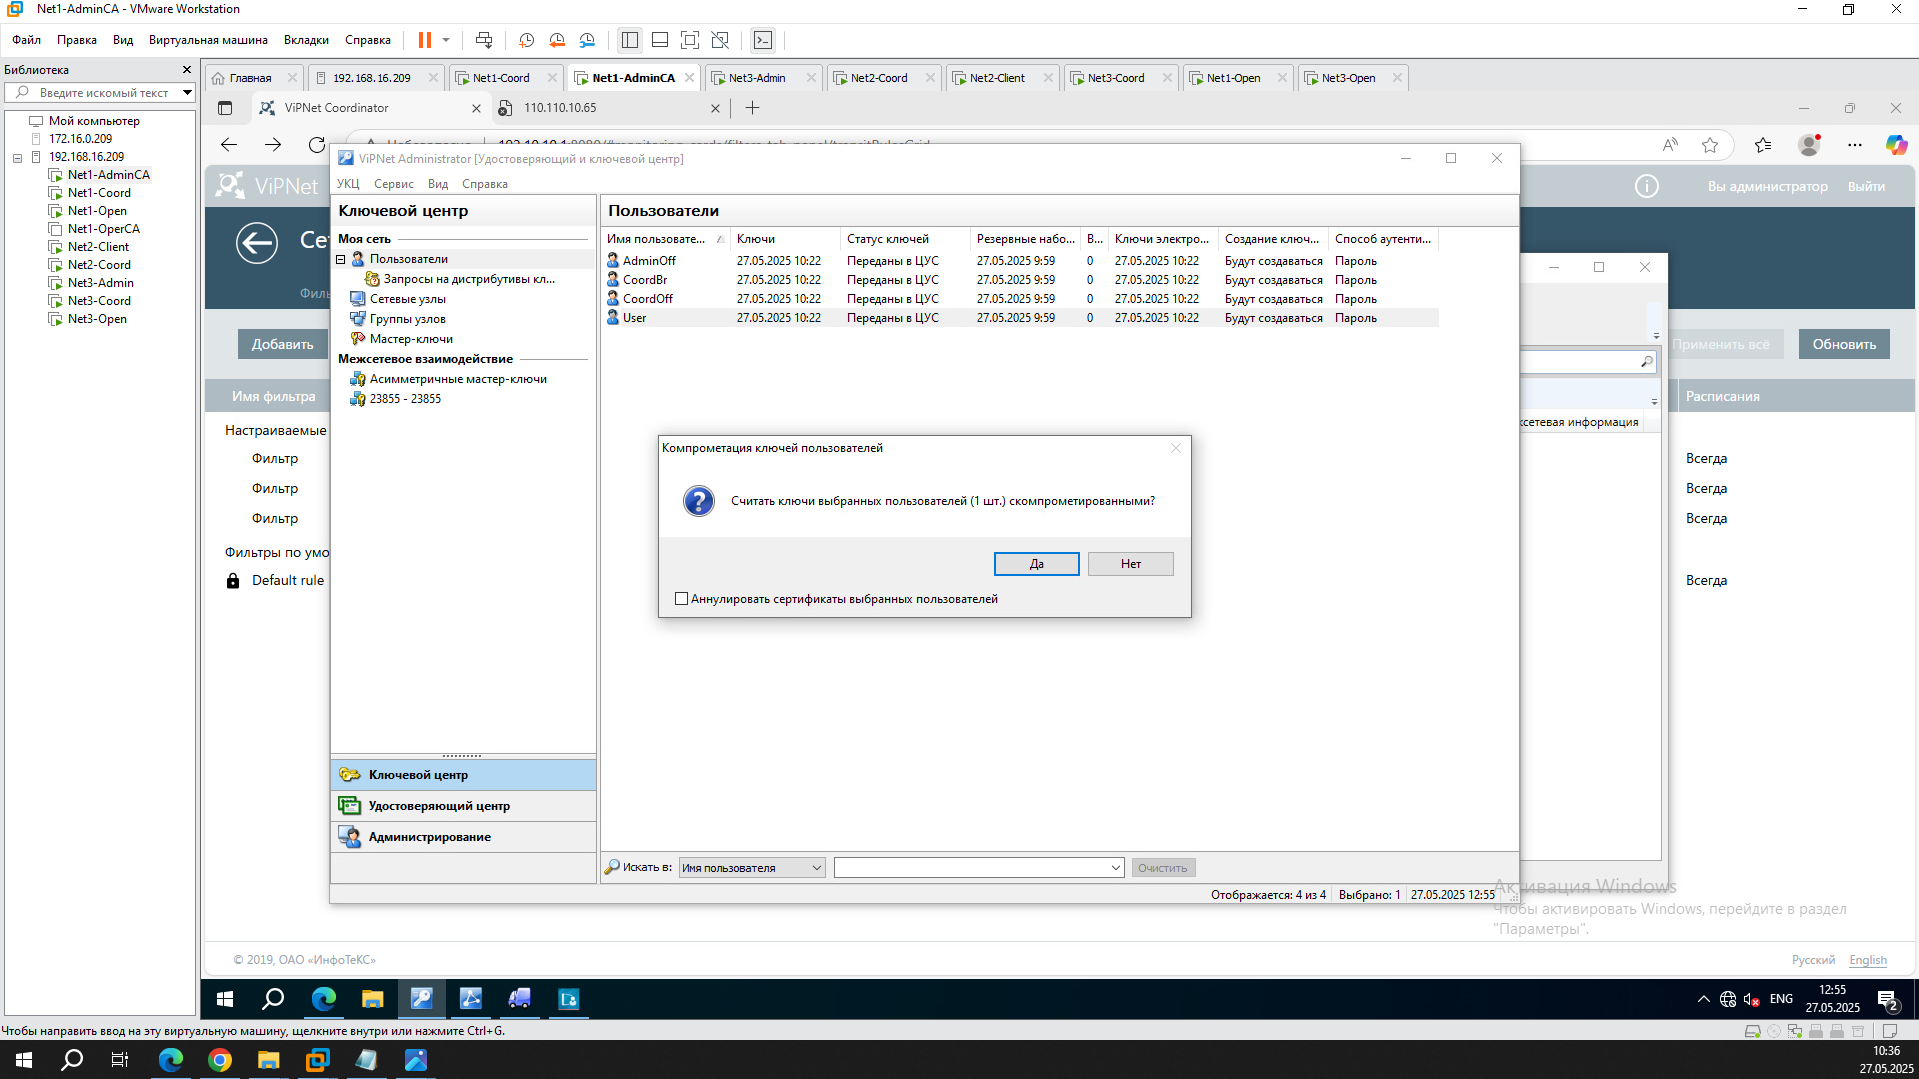 Net1-AdminCA - VMware Workstation
Файл Правка Вид Виртуальная машина Вкладки Справка
Библиотека
Введите искомый текст
Мой компьютер
172.16.0.209
192.168.16.209
Net1-AdminCA
Net1-Coord
Net1-Open
Net1-OperCA
Net2-Client
Net2-Coord
Net3-Admin
Net3-Coord
Net3-Open
Главная 192.168.16.209 Net1-Coord Net1-AdminCA Net3-Admin Net2-Coord Net2-Client Net3-Coord Net1-Open Net3-Open
ViPNet Coordinator 110.110.10.65
ViPNet Administrator [Удостоверяющий и ключевой центр]
УКЦ Сервис Вид Справка
ViPNet
Вы администратор Выйти
Добавить
Применить всё Обновить
Имя фильтра
Расписания
Настраиваемые
Фильтр Всегда
Фильтр Всегда
Фильтр Всегда
Фильтры по умо
Default rule Всегда
Ключевой центр
Моя сеть
Пользователи
Запросы на дистрибутивы кл...
Сетевые узлы
Группы узлов
Мастер-ключи
Межсетевое взаимодействие
Асимметричные мастер-ключи
23855 - 23855
Пользователи
Имя пользовате... Ключи Статус ключей Резервные набо... В... Ключи электро... Создание ключ... Способ аутенти...
AdminOff 27.05.2025 10:22 Переданы в ЦУС 27.05.2025 9:59 0 27.05.2025 10:22 Будут создаваться Пароль
CoordBr 27.05.2025 10:22 Переданы в ЦУС 27.05.2025 9:59 0 27.05.2025 10:22 Будут создаваться Пароль
CoordOff 27.05.2025 10:22 Переданы в ЦУС 27.05.2025 9:59 0 27.05.2025 10:22 Будут создаваться Пароль
User 27.05.2025 10:22 Переданы в ЦУС 27.05.2025 9:59 0 27.05.2025 10:22 Будут создаваться Пароль
ксетевая информация
Компрометация ключей пользователей
Считать ключи выбранных пользователей (1 шт.) скомпрометированными?
Да Нет
Аннулировать сертификаты выбранных пользователей
Ключевой центр
Удостоверяющий центр
Администрирование
Искать в: Имя пользователя Очистить
Отображается: 4 из 4 Выбрано: 1 27.05.2025 12:55
Активация Windows
Чтобы активировать Windows, перейдите в раздел
"Параметры".
© 2019, ОАО «ИнфоТеКС»
Русский English
ENG 12:55
27.05.2025
2
Чтобы направить ввод на эту виртуальную машину, щелкните внутри или нажмите Ctrl+G.
10:36
27.05.2025